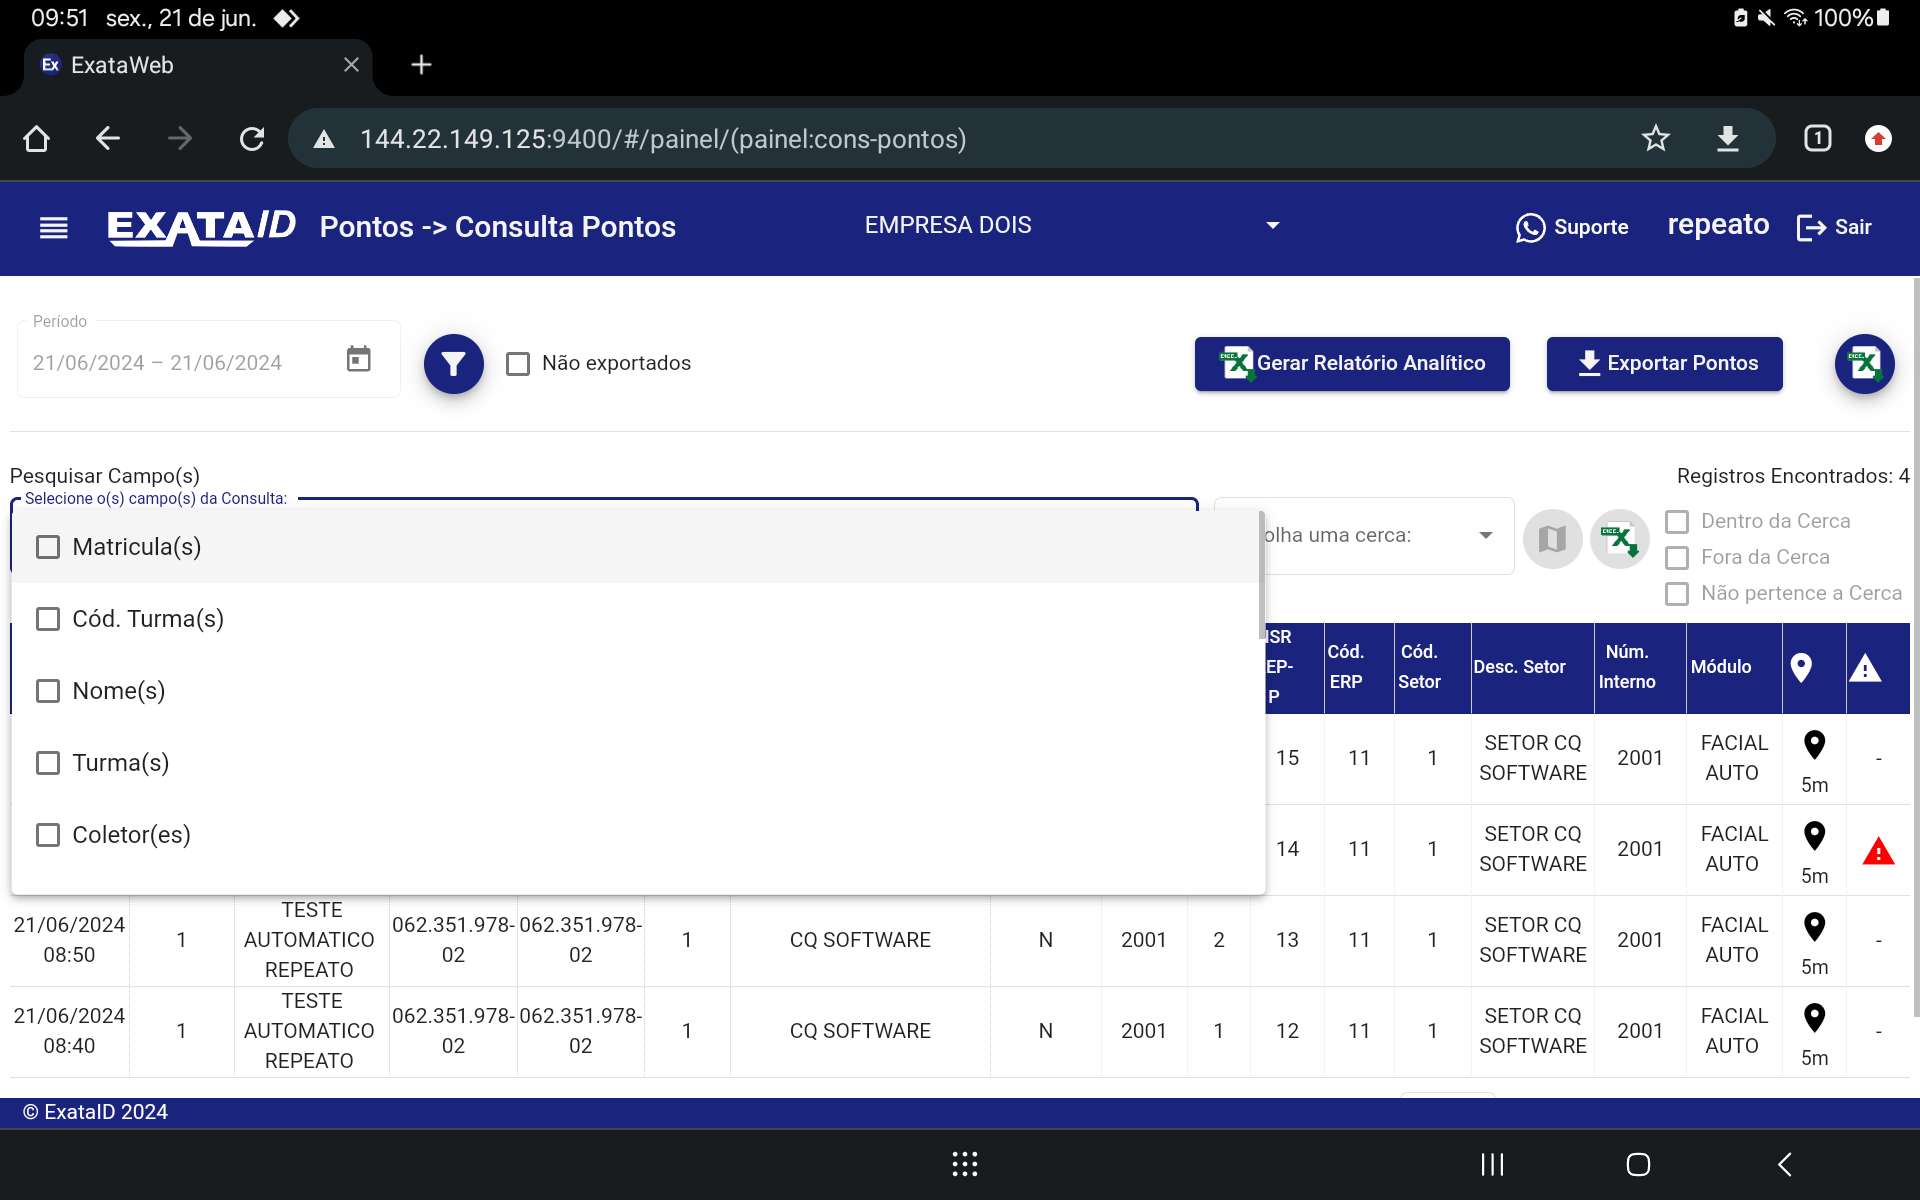 09:51 sex., 21 de jun. 100%
Ex ExataWeb
144.22.149.125:9400/#/painel/(painel:cons-pontos) 1
EXATA ID Pontos -> Consulta Pontos EMPRESA DOIS Suporte repeato Sair
Período
21/06/2024 – 21/06/2024
Não exportados
Gerar Relatório Analítico
Exportar Pontos
Pesquisar Campo(s)
Registros Encontrados: 4
Selecione o(s) campo(s) da Consulta:
Matricula(s)
Cód. Turma(s)
Nome(s)
Turma(s)
Coletor(es)
olha uma cerca:
Dentro da Cerca
Fora da Cerca
Não pertence a Cerca
SR
EP-
P
Cód.
ERP
Cód.
Setor
Desc. Setor
Núm.
Interno
Módulo
15 11 1 SETOR CQ SOFTWARE 2001 FACIAL AUTO 5m -
14 11 1 SETOR CQ SOFTWARE 2001 FACIAL AUTO 5m
21/06/2024 08:50 1 TESTE AUTOMATICO REPEATO 062.351.978-02 062.351.978-02 1 CQ SOFTWARE N 2001 2 13 11 1 SETOR CQ SOFTWARE 2001 FACIAL AUTO 5m -
21/06/2024 08:40 1 TESTE AUTOMATICO REPEATO 062.351.978-02 062.351.978-02 1 CQ SOFTWARE N 2001 1 12 11 1 SETOR CQ SOFTWARE 2001 FACIAL AUTO 5m -
© ExataID 2024